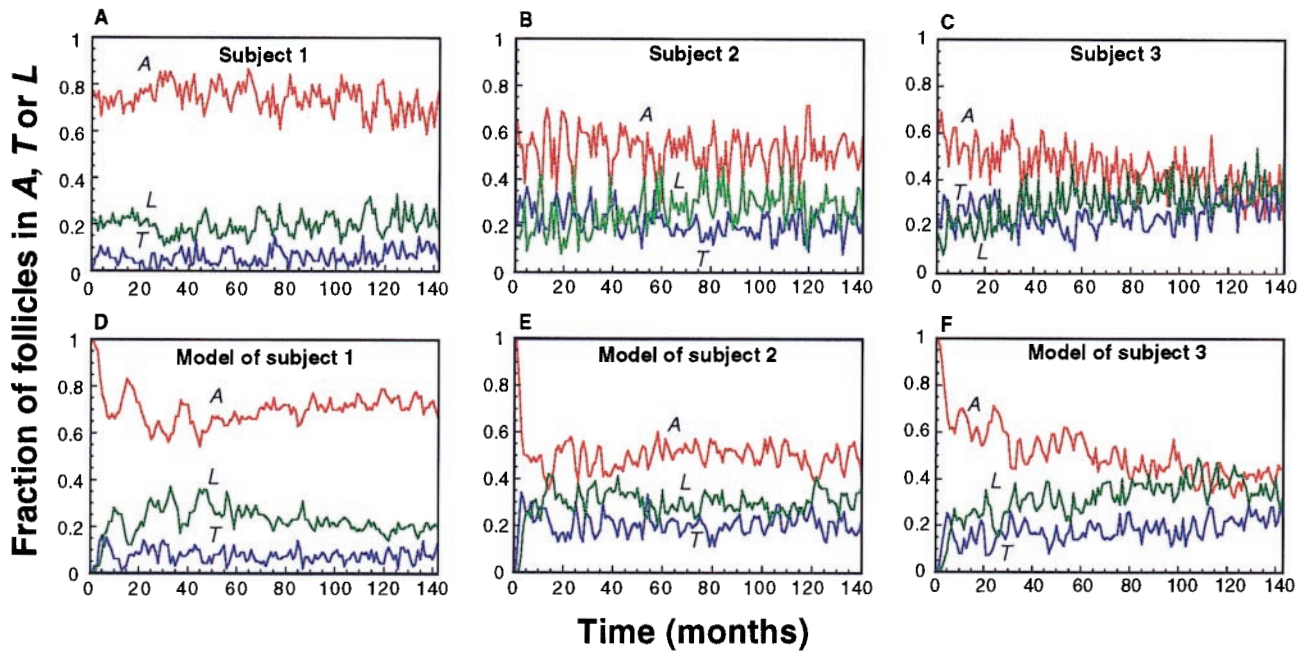 Fraction of follicles in A, T or L
A
Subject 1
1
0.8
0.6
0.4
0.2
0
A
L
T
0 20 40 60 80 100 120 140
B
Subject 2
1
0.8
0.6
0.4
0.2
0
A
L
T
0 20 40 60 80 100 120 140
C
Subject 3
1
0.8
0.6
0.4
0.2
0
A
T
L
0 20 40 60 80 100 120 140
D
Model of subject 1
1
0.8
0.6
0.4
0.2
0
A
L
T
0 20 40 60 80 100 120 140
E
Model of subject 2
1
0.8
0.6
0.4
0.2
0
A
L
T
0 20 40 60 80 100 120 140
F
Model of subject 3
1
0.8
0.6
0.4
0.2
0
A
L
T
0 20 40 60 80 100 120 140
Time (months)